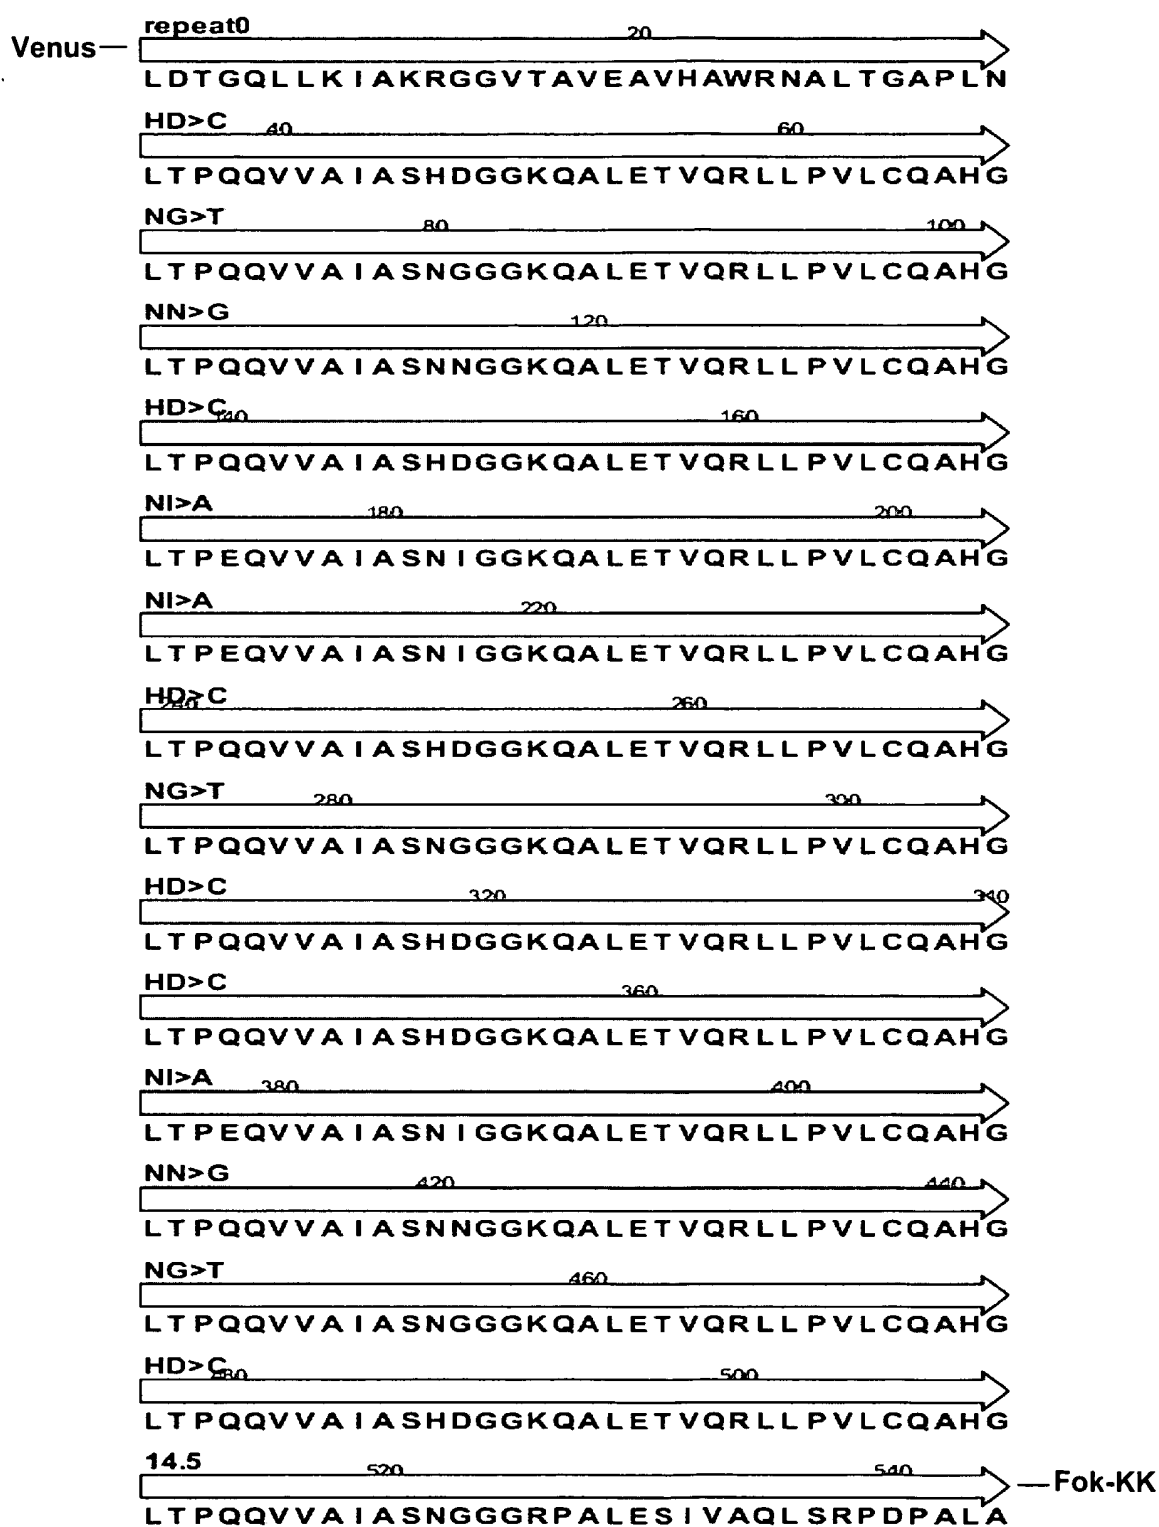 repeat0
20
Venus
LDTGQLLKIAKRGGVTAVEAVHAWRNALTGAPLN
HD>C
40 60
LTPQQVVAIASHDGGKQALETVQRLLPVLCQAHG
NG>T
80 100
LTPQQVVAIASNGGGKQALETVQRLLPVLCQAHG
NN>G
120
LTPQQVVAIASNNGGKQALETVQRLLPVLCQAHG
HD>C
140 160
LTPQQVVAIASHDGGKQALETVQRLLPVLCQAHG
NI>A
180 200
LTPEQVVAIASNIGGKQALETVQRLLPVLCQAHG
NI>A
220
LTPEQVVAIASNIGGKQALETVQRLLPVLCQAHG
HD>C
240 260
LTPQQVVAIASHDGGKQALETVQRLLPVLCQAHG
NG>T
280 300
LTPQQVVAIASNGGGKQALETVQRLLPVLCQAHG
HD>C
320 340
LTPQQVVAIASHDGGKQALETVQRLLPVLCQAHG
HD>C
360
LTPQQVVAIASHDGGKQALETVQRLLPVLCQAHG
NI>A
380 400
LTPEQVVAIASNIGGKQALETVQRLLPVLCQAHG
NN>G
420 440
LTPQQVVAIASNNGGKQALETVQRLLPVLCQAHG
NG>T
460
LTPQQVVAIASNGGGKQALETVQRLLPVLCQAHG
HD>C
480 500
LTPQQVVAIASHDGGKQALETVQRLLPVLCQAHG
14.5
520 540
Fok-KK
LTPQQVVAIASNGGGRPALESIVAQLSRPDPALA